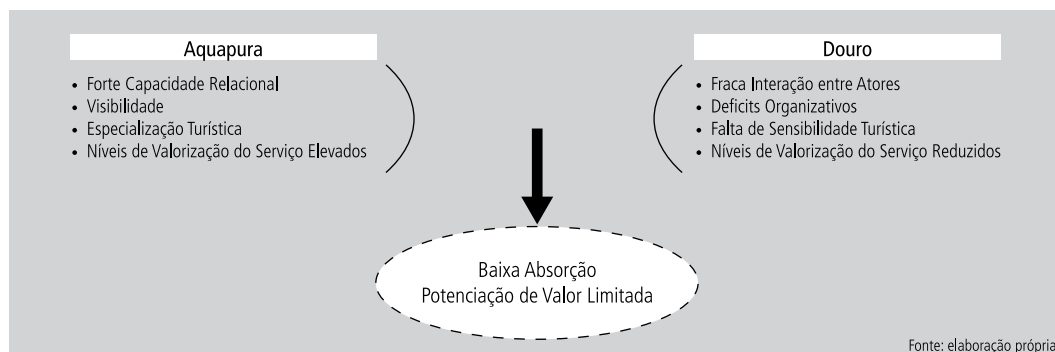 Aquapura
• Forte Capacidade Relacional
• Visibilidade
• Especialização Turística
• Níveis de Valorização do Serviço Elevados
Douro
• Fraca Interação entre Atores
• Deficits Organizativos
• Falta de Sensibilidade Turística
• Níveis de Valorização do Serviço Reduzidos
Baixa Absorção
Potenciação de Valor Limitada
Fonte: elaboração própria